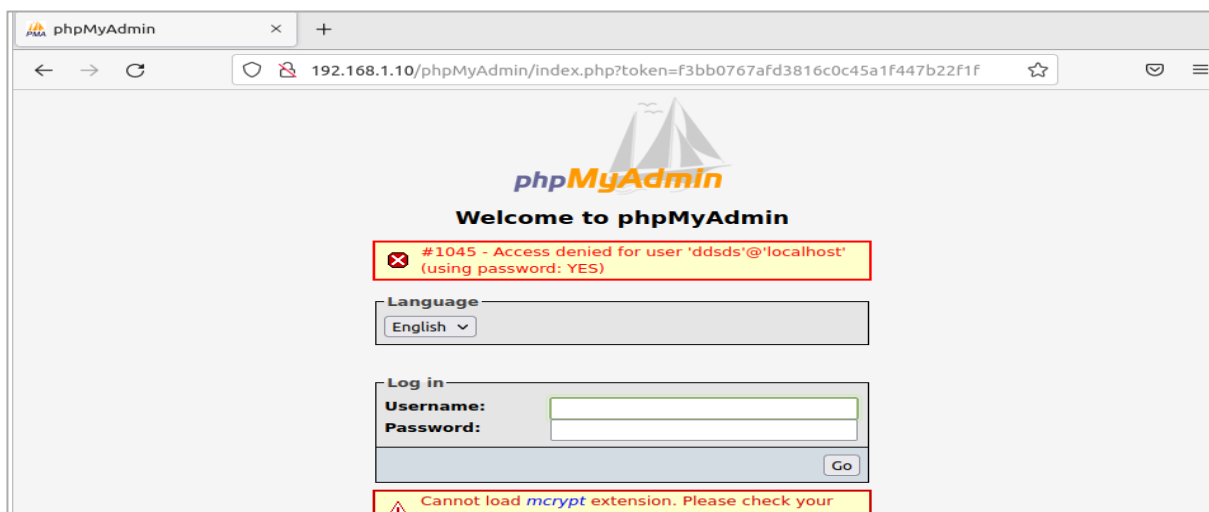 phpMyAdmin
192.168.1.10/phpMyAdmin/index.php?token=f3bb0767afd3816c0c45a1f447b22f1f
phpMyAdmin
Welcome to phpMyAdmin
#1045 - Access denied for user 'ddsds'@'localhost'
(using password: YES)
Language
English
Log in
Username:
Password:
Go
Cannot load mcrypt extension. Please check your